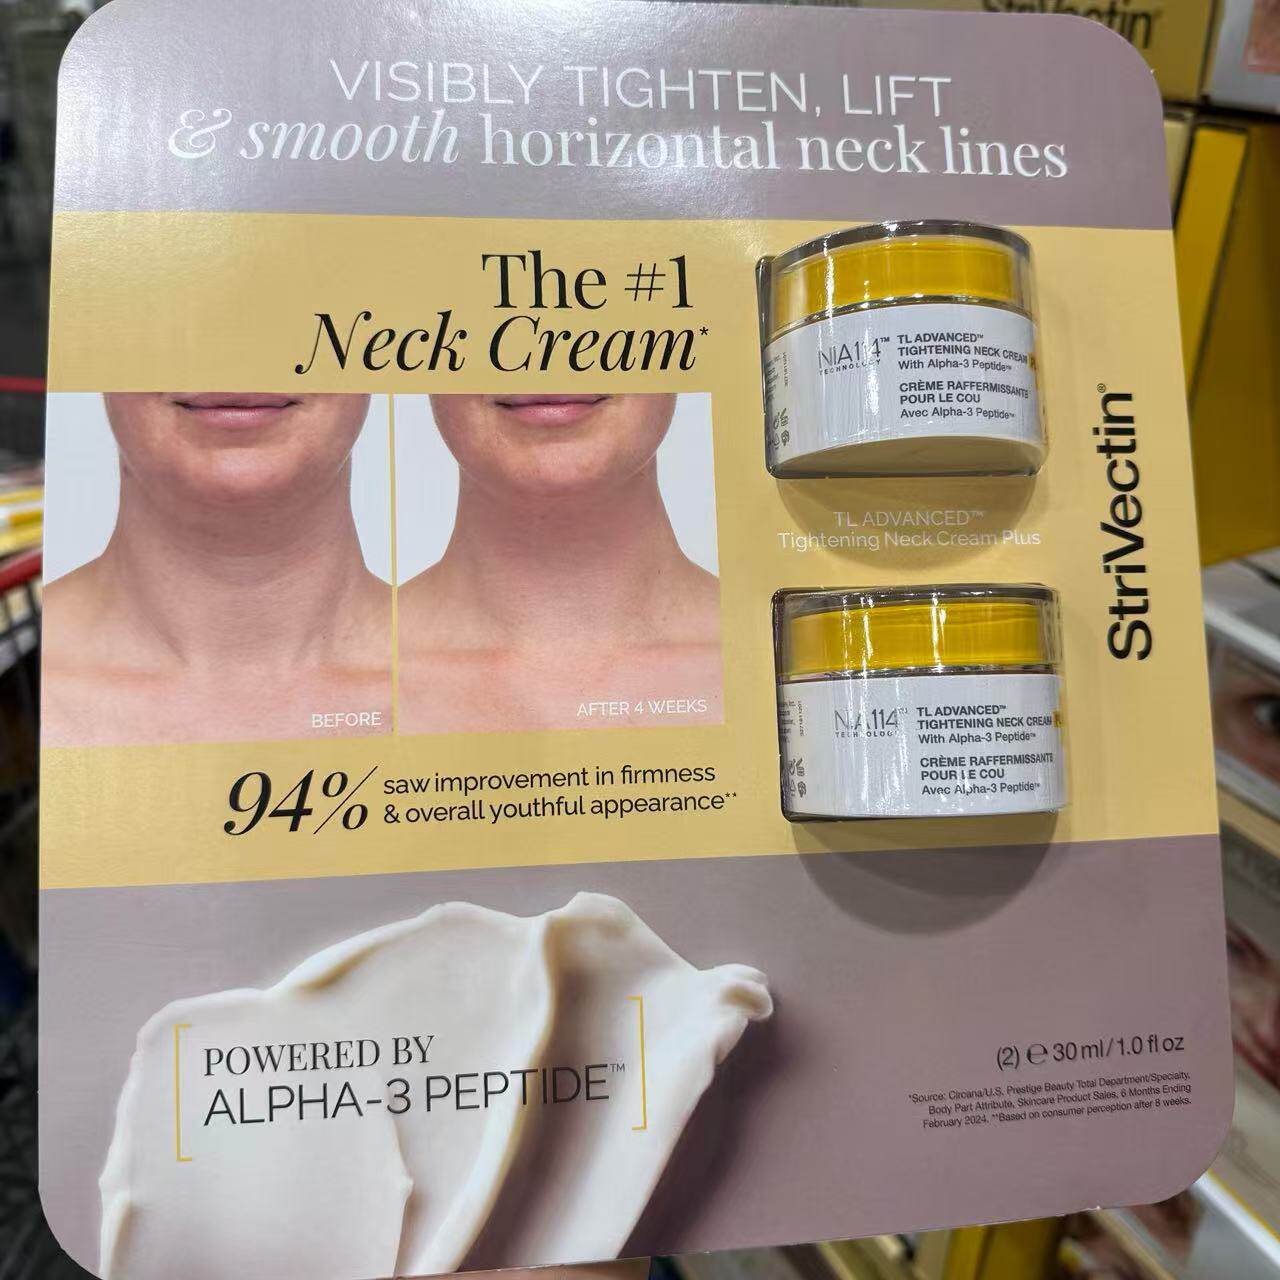 StriVectin
VISIBLY TIGHTEN, LIFT
& smooth horizontal neck lines
The #1
Neck Cream*
BEFORE
AFTER 4 WEEKS
94% saw improvement in firmness
& overall youthful appearance**
NIA114™
TECHNOLOGY
TL ADVANCED™
TIGHTENING NECK CREAM
With Alpha-3 Peptide™
CRÈME RAFFERMISSANTE
POUR LE COU
Avec Alpha-3 Peptide™
TL ADVANCED™
Tightening Neck Cream Plus
NIA114™
TECHNOLOGY
TL ADVANCED™
TIGHTENING NECK CREAM
With Alpha-3 Peptide™
CRÈME RAFFERMISSANTE
POUR LE COU
Avec Alpha-3 Peptide™
StriVectin®
POWERED BY
ALPHA-3 PEPTIDE™
(2) ℮ 30 ml/1.0 fl oz
*Source: Circana/U.S. Prestige Beauty Total Department/Specialty,
Body Part Attribute, Skincare Product Sales, 6 Months Ending
February 2024. **Based on consumer perception after 8 weeks.